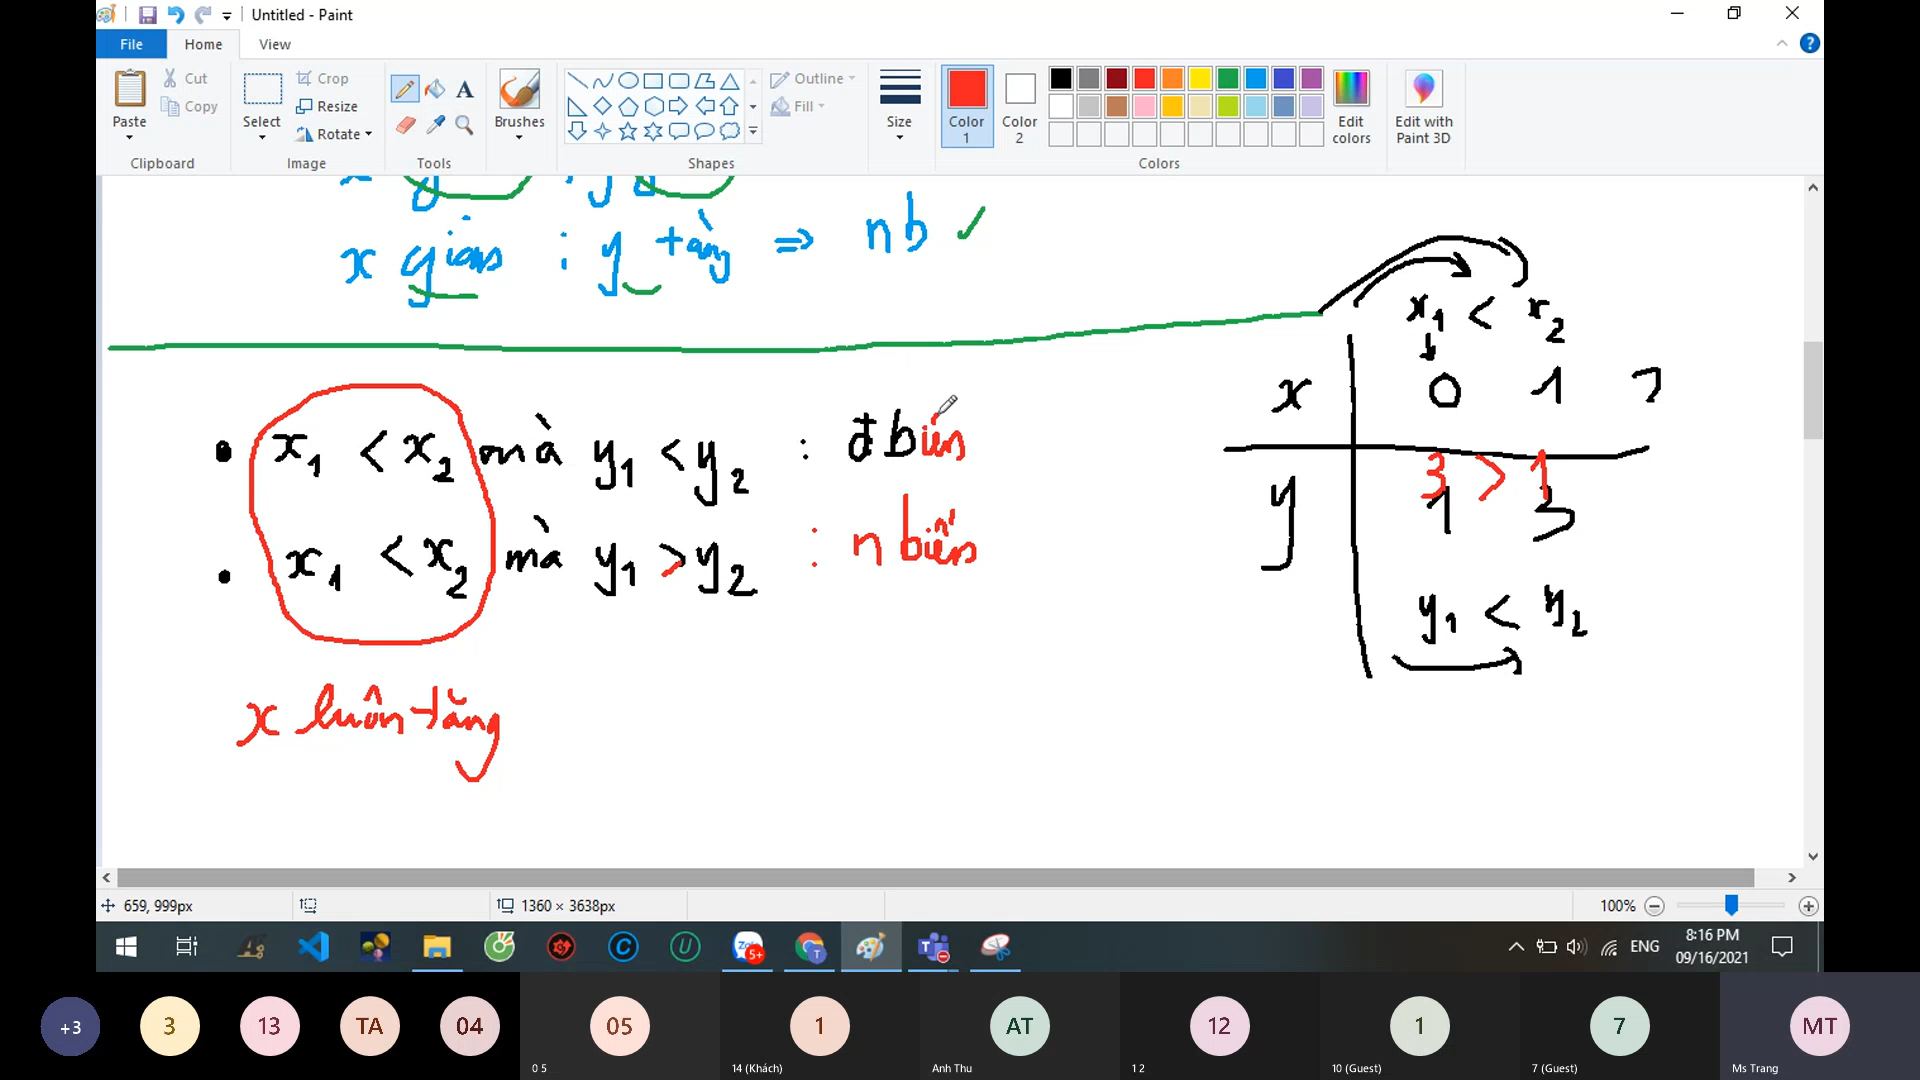 Untitled - Paint
File Home View
Cut
Copy
Paste
Clipboard
Crop
Resize
Rotate
Select
Image
Tools
Brushes
Outline
Fill
Shapes
Size
Color 1
Color 2
Edit colors
Edit with Paint 3D
Colors
x giảm : y tăng => nb ✓
• x1 < x2 mà y1 < y2 : đbiến
• x1 < x2 mà y1 > y2 : n biến
x luôn tăng
x1 < x2
x 0 1
3 > 1
y 1 3
y1 < y2
659, 999px
1360 × 3638px
100%
ENG
8:16 PM
09/16/2021
+3 3 13 TA 04 05 1 AT 12 1 7 MT
0 5 14 (Khách) Anh Thu 1 2 10 (Guest) 7 (Guest) Ms Trang